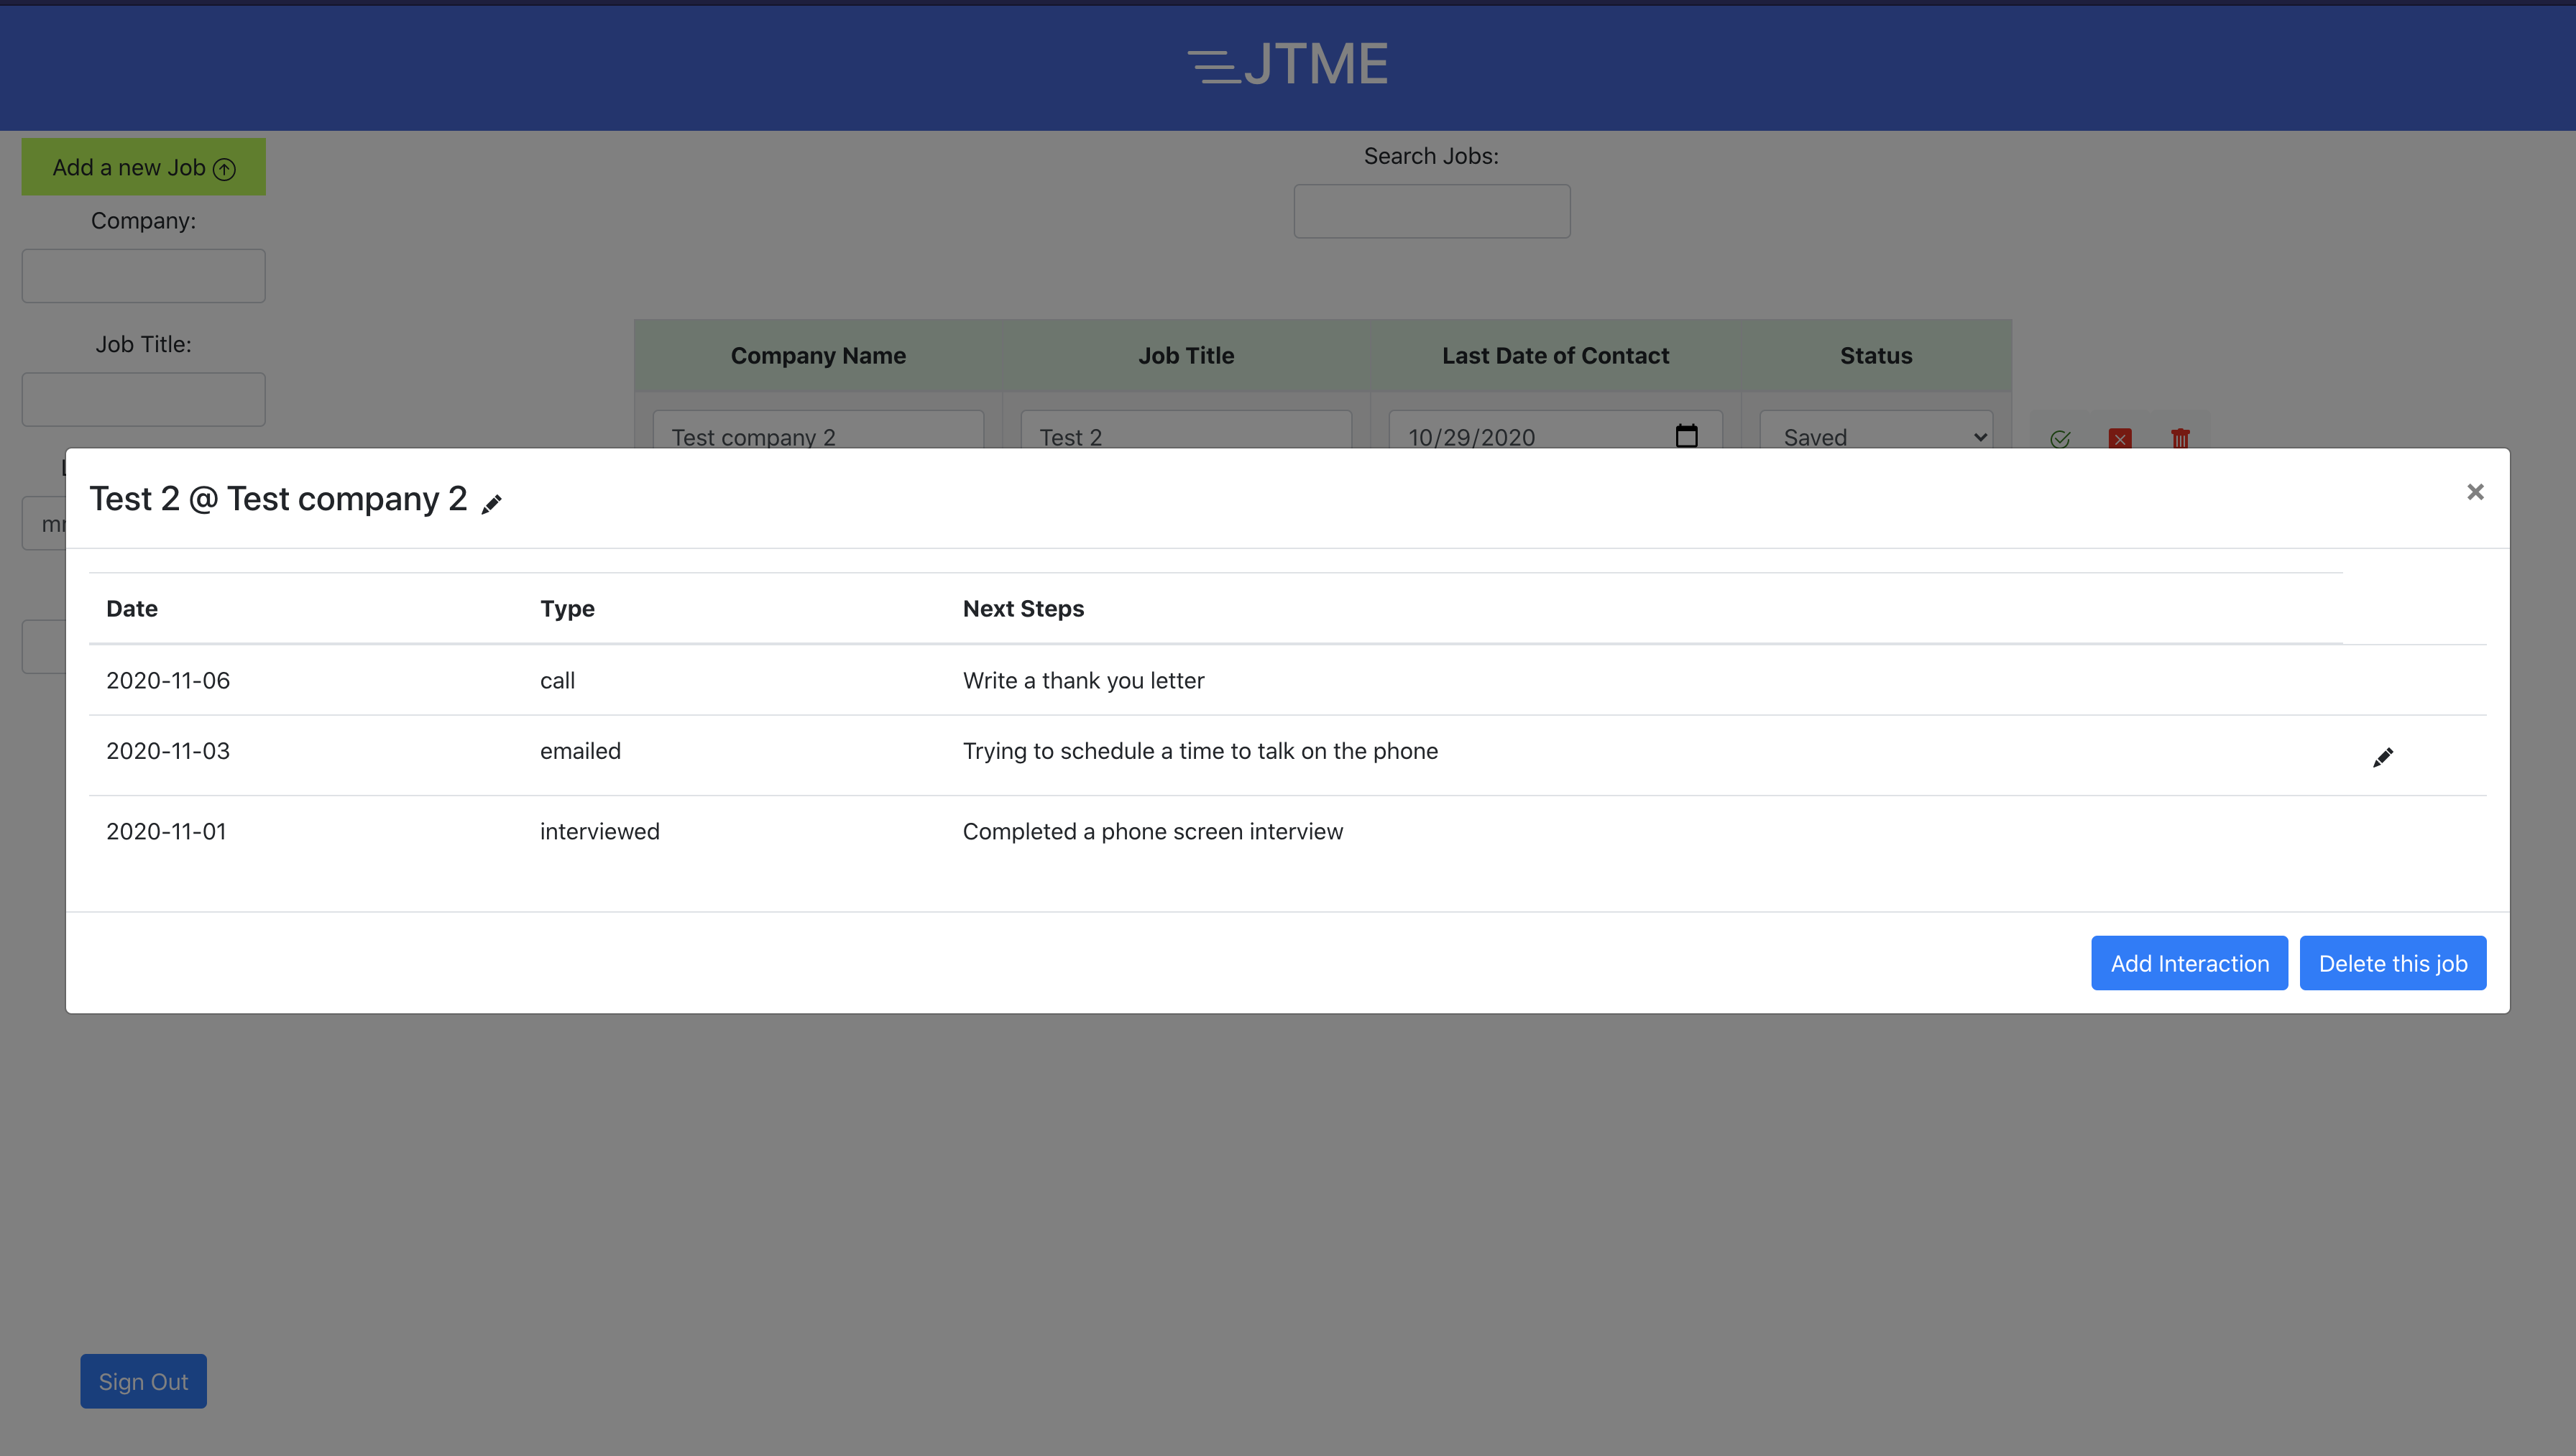 JTME
Add a new Job
Search Jobs:
Company:
Job Title:
Company Name Job Title Last Date of Contact Status
Test company 2 Test 2 10/29/2020 Saved
Test 2 @ Test company 2
×
Date Type Next Steps
2020-11-06 call Write a thank you letter
2020-11-03 emailed Trying to schedule a time to talk on the phone
2020-11-01 interviewed Completed a phone screen interview
Add Interaction Delete this job
Sign Out